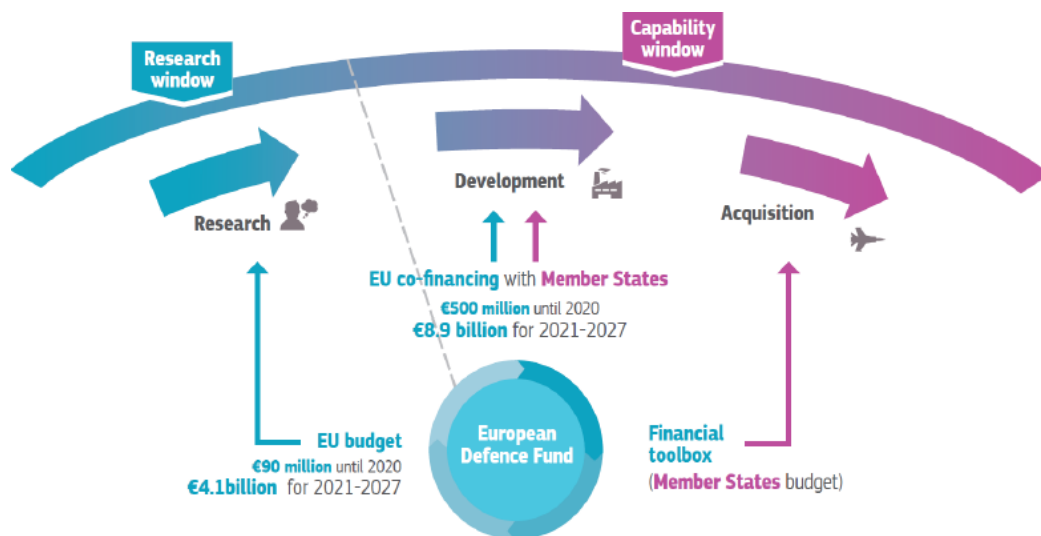 Research
window
Capability
window
Research
Development
Acquisition
EU co-financing with Member States
€500 million until 2020
€8.9 billion for 2021-2027
EU budget
€90 million until 2020
€4.1billion for 2021-2027
European
Defence Fund
Financial
toolbox
(Member States budget)